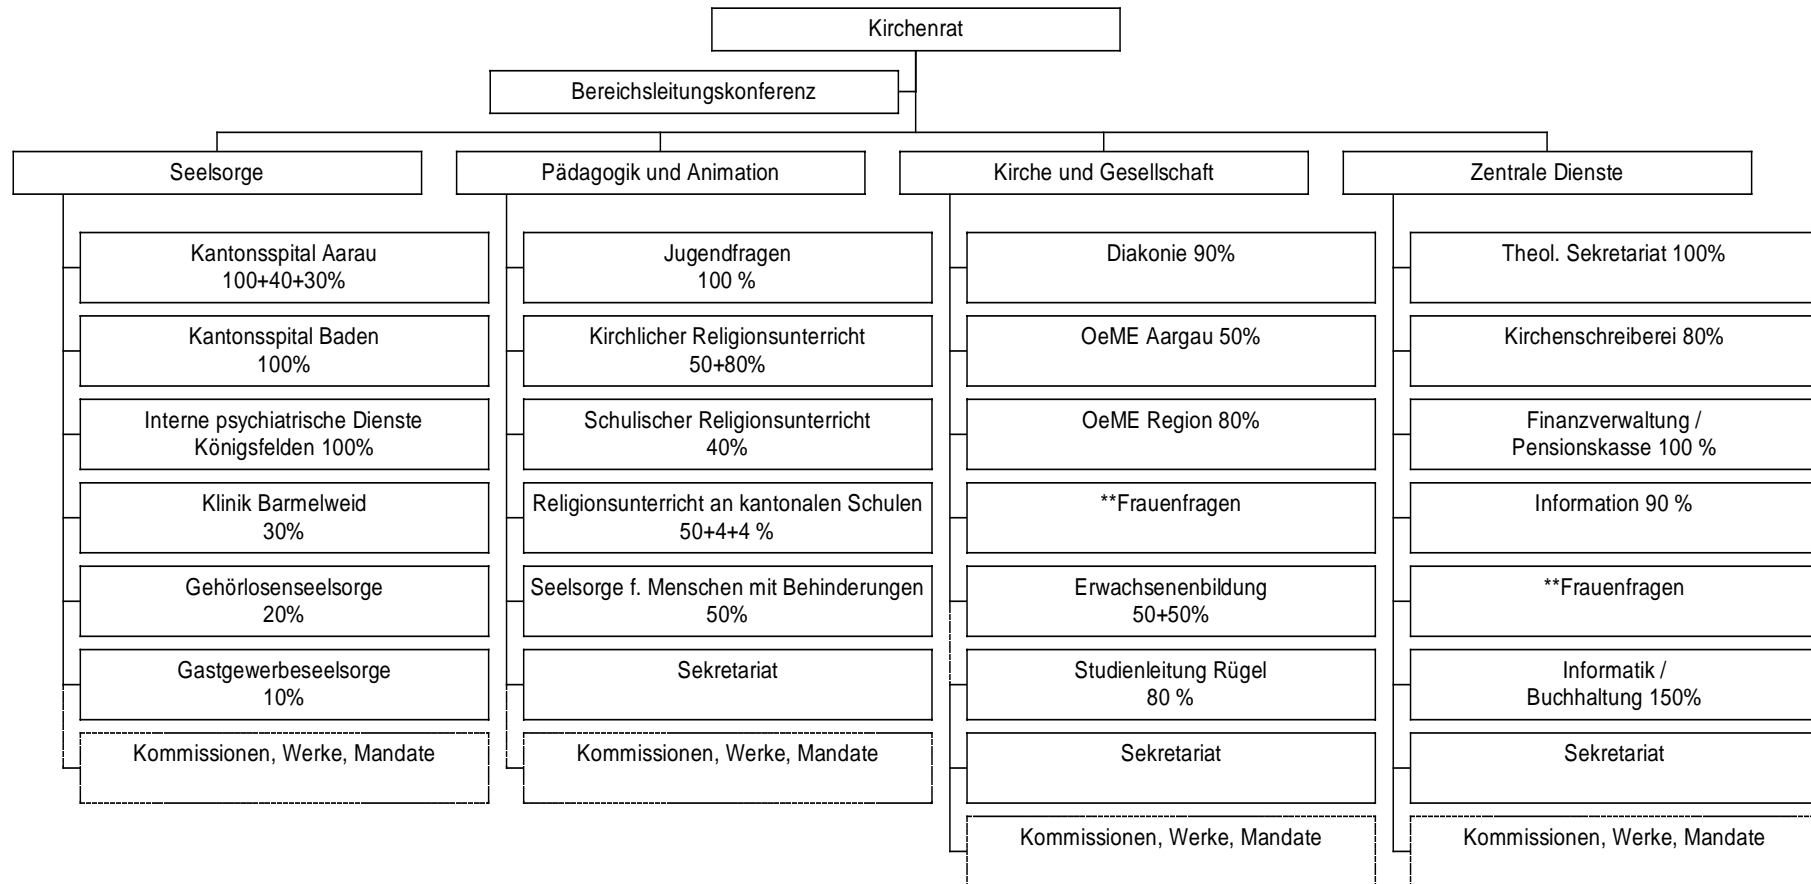 Kirchenrat
Bereichsleitungskonferenz
Seelsorge
Kantonsspital Aarau
100+40+30%
Kantonsspital Baden
100%
Interne psychiatrische Dienste
Königsfelden 100%
Klinik Barmelweid
30%
Gehörlosenseelsorge
20%
Gastgewerbeseelsorge
10%
Kommissionen, Werke, Mandate
Pädagogik und Animation
Jugendfragen
100 %
Kirchlicher Religionsunterricht
50+80%
Schulischer Religionsunterricht
40%
Religionsunterricht an kantonalen Schulen
50+4+4 %
Seelsorge f. Menschen mit Behinderungen
50%
Sekretariat
Kommissionen, Werke, Mandate
Kirche und Gesellschaft
Diakonie 90%
OeME Aargau 50%
OeME Region 80%
**Frauenfragen
Erwachsenenbildung
50+50%
Studienleitung Rügel
80 %
Sekretariat
Kommissionen, Werke, Mandate
Zentrale Dienste
Theol. Sekretariat 100%
Kirchenschreiberei 80%
Finanzverwaltung /
Pensionskasse 100 %
Information 90 %
**Frauenfragen
Informatik /
Buchhaltung 150%
Sekretariat
Kommissionen, Werke, Mandate